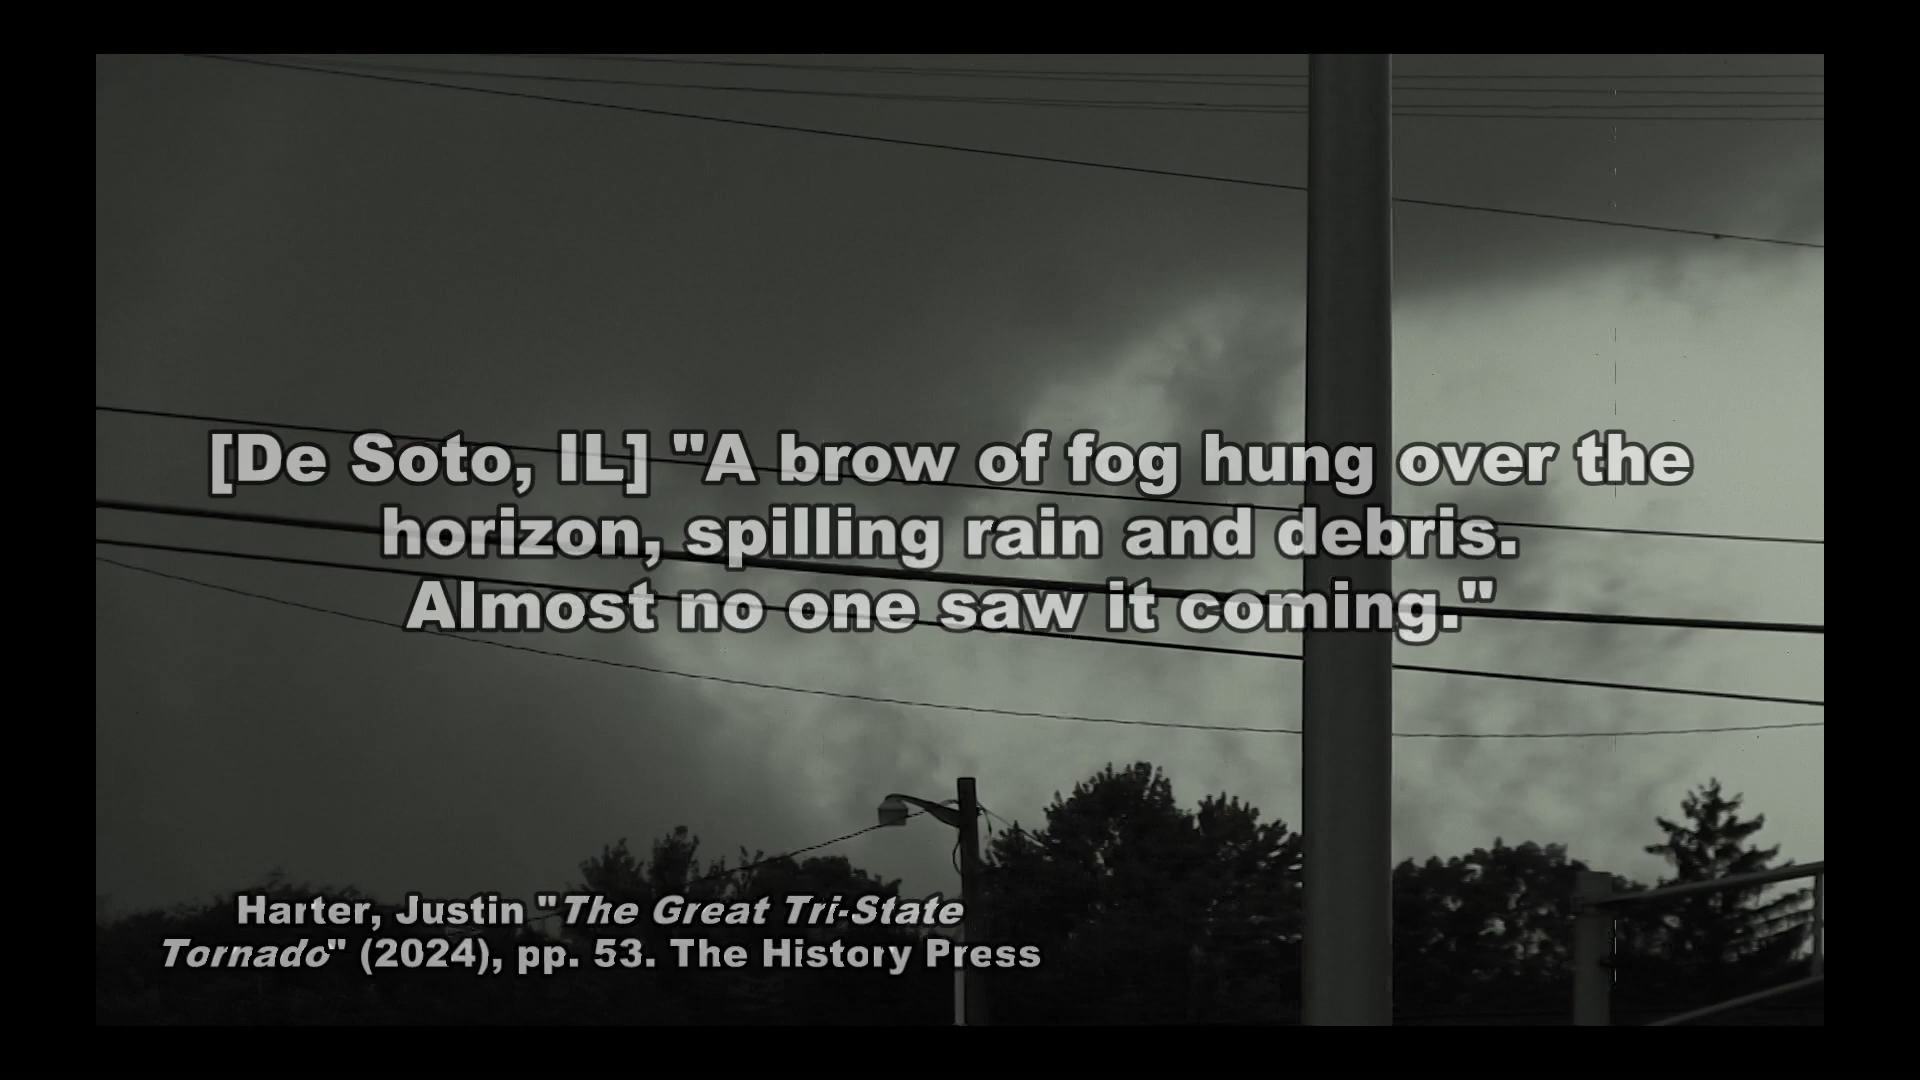 [De Soto, IL] "A brow of fog hung over the
horizon, spilling rain and debris.
Almost no one saw it coming."
Harter, Justin "The Great Tri-State
Tornado" (2024), pp. 53. The History Press